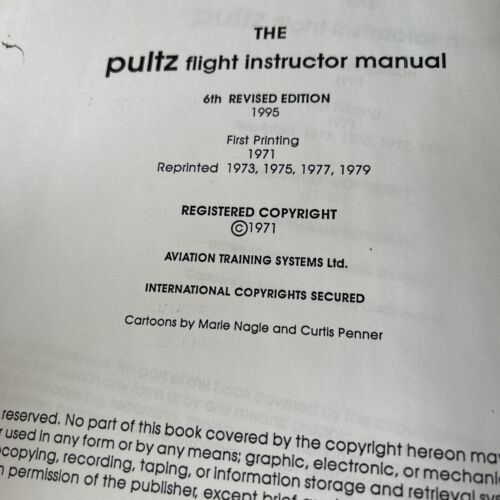 THE
pultz flight instructor manual
6th REVISED EDITION
1995
First Printing
1971
Reprinted 1973, 1975, 1977, 1979
REGISTERED COPYRIGHT
©1971
AVIATION TRAINING SYSTEMS Ltd.
INTERNATIONAL COPYRIGHTS SECURED
Cartoons by Marie Nagle and Curtis Penner
reserved. No part of this book covered by the copyright hereon may
used in any form or by any means; graphic, electronic, or mechani
copying, recording, taping, or information storage and retrieval sy
permission of the publisher, except brief